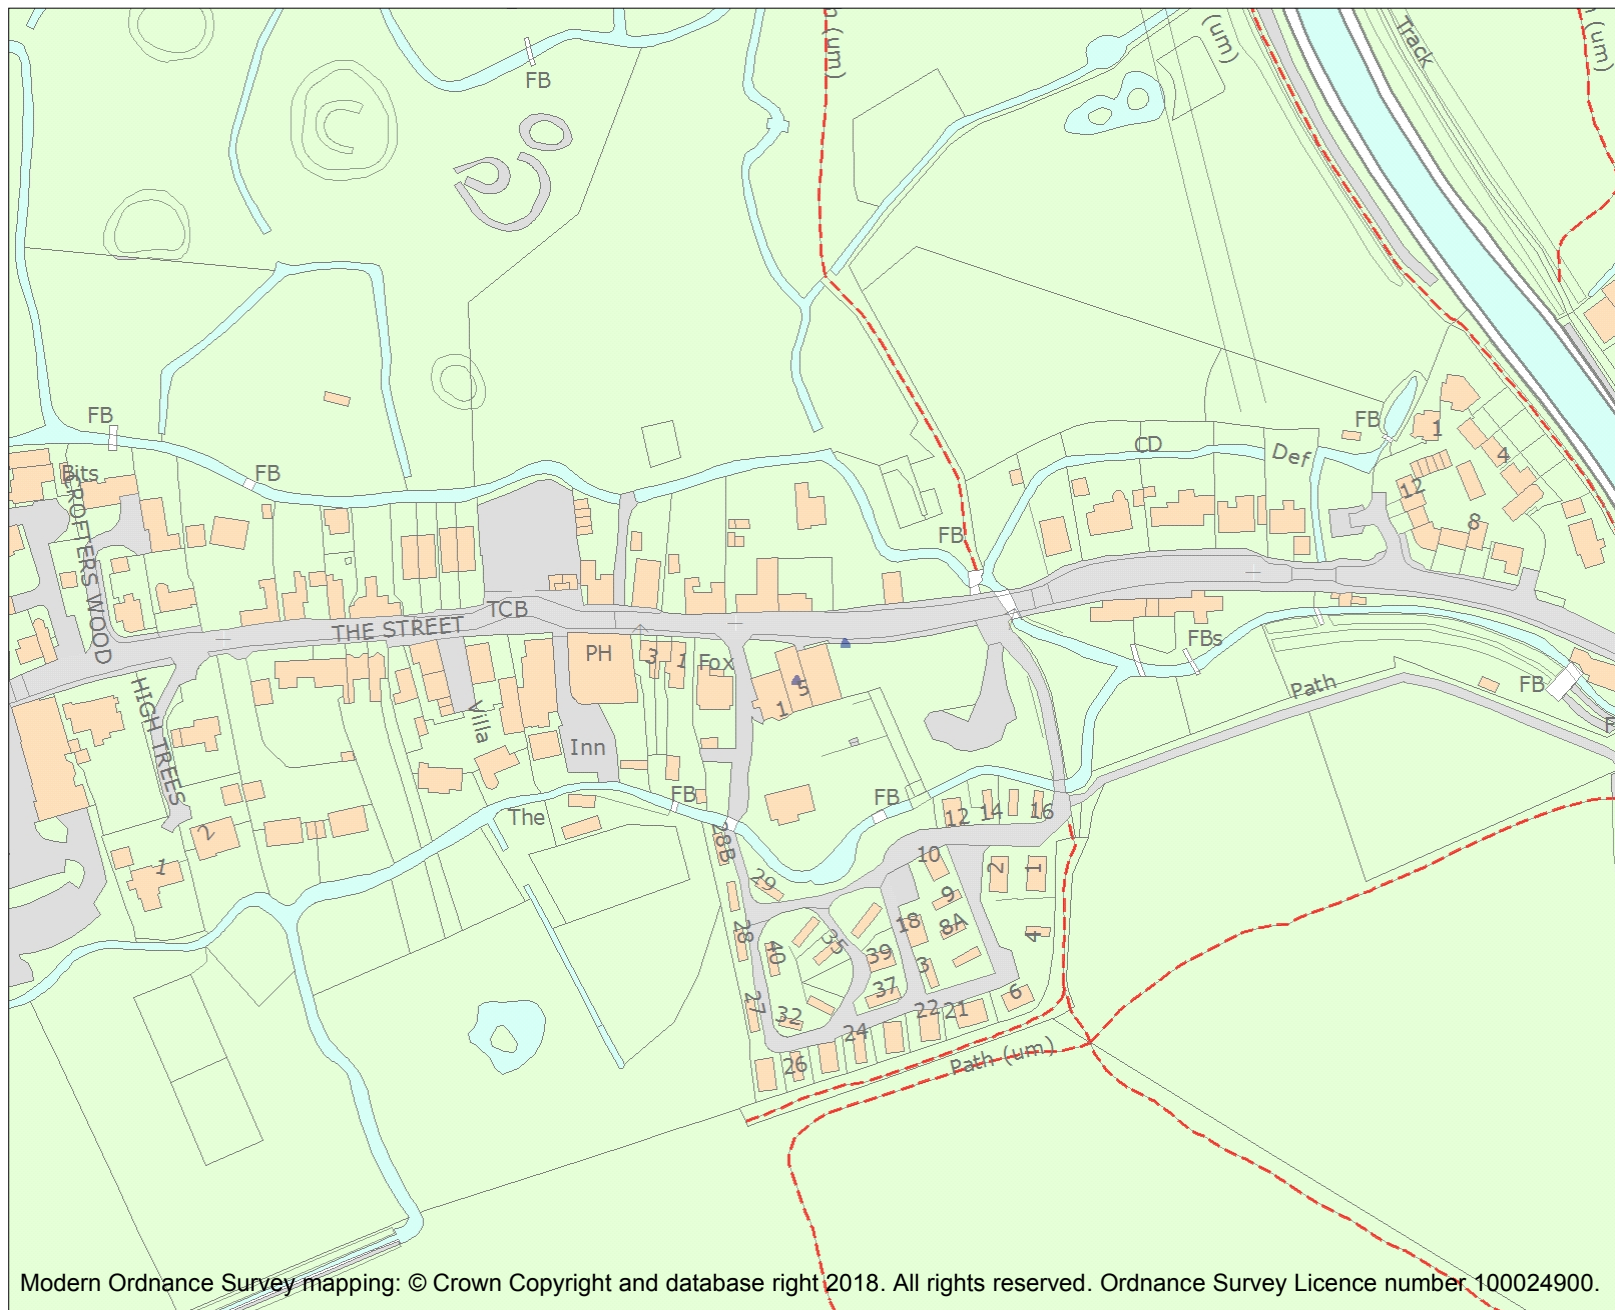 (um)
(um)
Track
(um)
FB
FB
FB
FB
CD
Def
1
4
Bits
FB
12
8
CROFTERS WOOD
FB
TCB
THE STREET
PH
3
1
Fox
FBs
5
1
HIGH TREES
Villa
Path
FB
Inn
The
FB
FB
12
14
16
2
1
28B
29
10
2
1
9
18
8A
28
40
35
39
4
3
37
6
27
32
22
21
24
26
Path (um)
Modern Ordnance Survey mapping: © Crown Copyright and database right 2018. All rights reserved. Ordnance Survey Licence number 100024900.